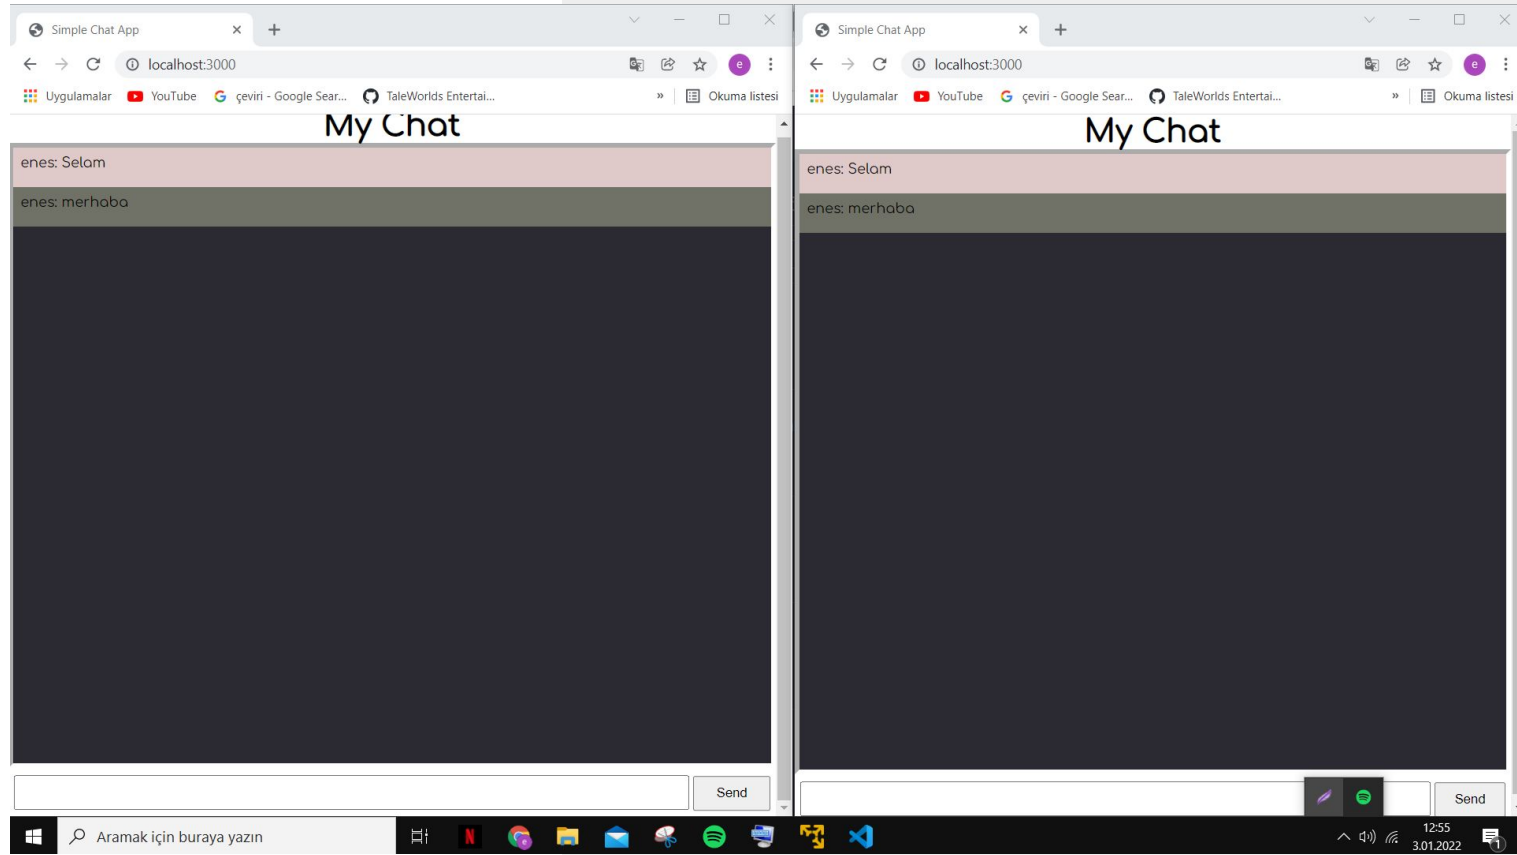 Simple Chat App
localhost:3000
Uygulamalar YouTube çeviri - Google Sear... TaleWorlds Entertai... » Okuma listesi
My Chat
enes: Selam
enes: merhaba
Send
Simple Chat App
localhost:3000
Uygulamalar YouTube çeviri - Google Sear... TaleWorlds Entertai... » Okuma listesi
My Chat
enes: Selam
enes: merhaba
Send
Aramak için buraya yazın
12:55
3.01.2022
1